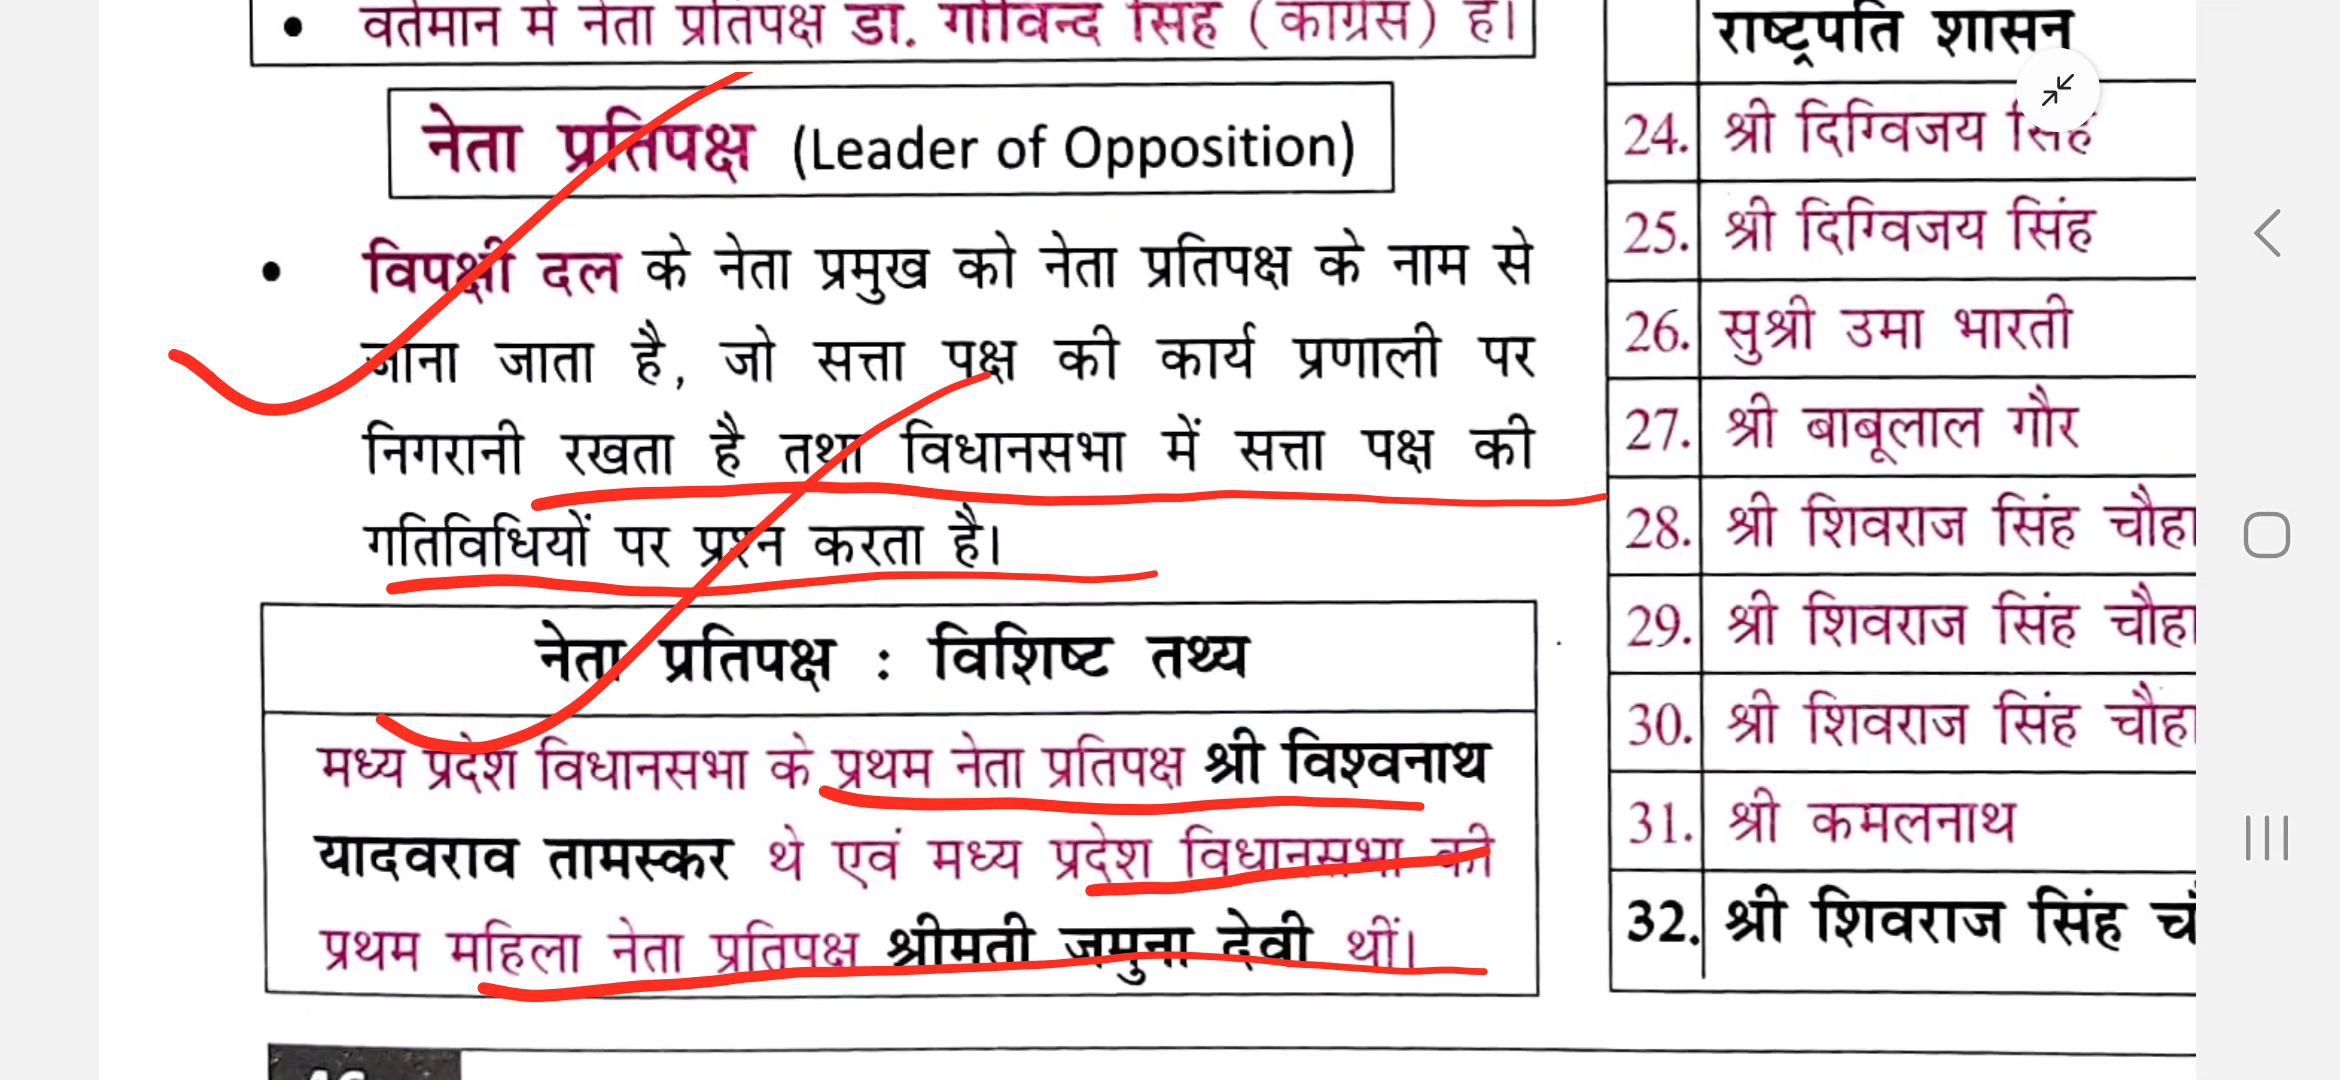 • वर्तमान में नेता प्रतिपक्ष डा. गोविन्द सिंह (कांग्रेस) है।
नेता प्रतिपक्ष (Leader of Opposition)
• विपक्षी दल के नेता प्रमुख को नेता प्रतिपक्ष के नाम से
जाना जाता है, जो सत्ता पक्ष की कार्य प्रणाली पर
निगरानी रखता है तथा विधानसभा में सत्ता पक्ष की
गतिविधियों पर प्रश्न करता है।
नेता प्रतिपक्ष : विशिष्ट तथ्य
मध्य प्रदेश विधानसभा के प्रथम नेता प्रतिपक्ष श्री विश्वनाथ
यादवराव तामस्कर थे एवं मध्य प्रदेश विधानसभा की
प्रथम महिला नेता प्रतिपक्ष श्रीमती जमुना देवी थीं।
राष्ट्रपति शासन
24. श्री दिग्विजय सिंह
25. श्री दिग्विजय सिंह
26. सुश्री उमा भारती
27. श्री बाबूलाल गौर
28. श्री शिवराज सिंह चौहा
29. श्री शिवराज सिंह चौहा
30. श्री शिवराज सिंह चौहा
31. श्री कमलनाथ
32. श्री शिवराज सिंह चौ